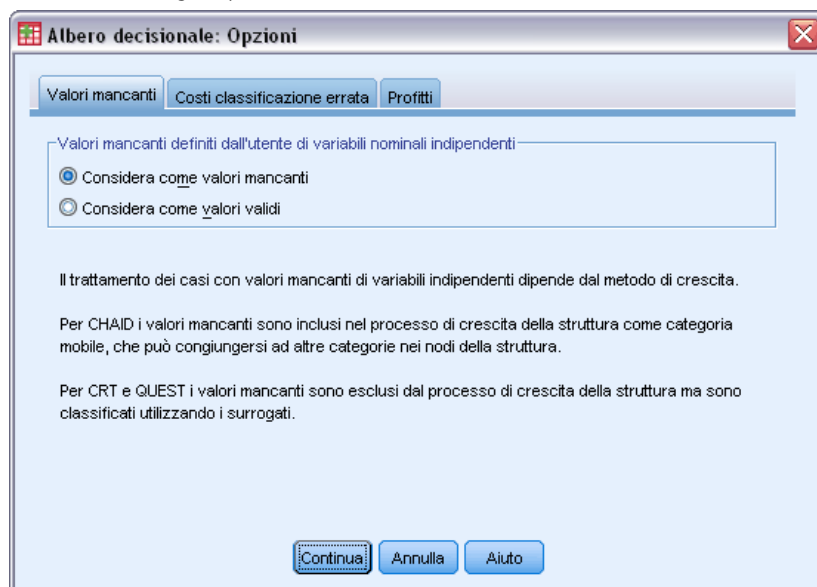 Albero decisionale: Opzioni
Valori mancanti Costi classificazione errata Profitti
Valori mancanti definiti dall'utente di variabili nominali indipendenti
Considera come valori mancanti
Considera come valori validi
Il trattamento dei casi con valori mancanti di variabili indipendenti dipende dal metodo di crescita.
Per CHAID i valori mancanti sono inclusi nel processo di crescita della struttura come categoria
mobile, che può congiungersi ad altre categorie nei nodi della struttura.
Per CRT e QUEST i valori mancanti sono esclusi dal processo di crescita della struttura ma sono
classificati utilizzando i surrogati.
Continua Annulla Aiuto